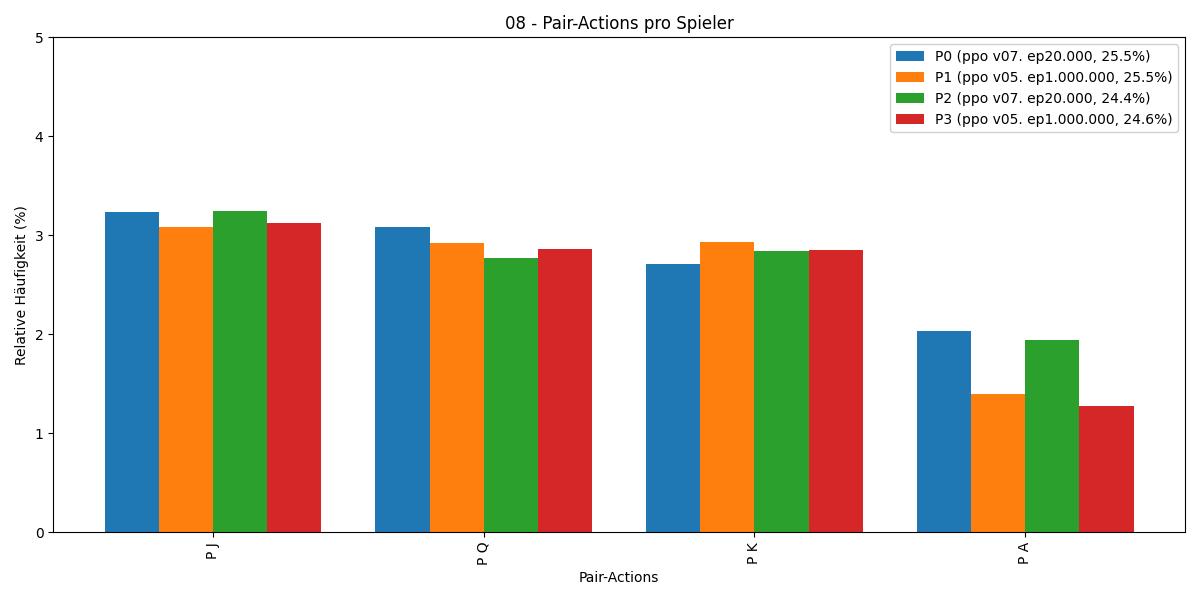 08 - Pair-Actions pro Spieler
P0 (ppo v07. ep20.000, 25.5%)
P1 (ppo v05. ep1.000.000, 25.5%)
P2 (ppo v07. ep20.000, 24.4%)
P3 (ppo v05. ep1.000.000, 24.6%)
Relative Häufigkeit (%)
5
4
3
2
1
0
P J
P Q
P K
P A
Pair-Actions